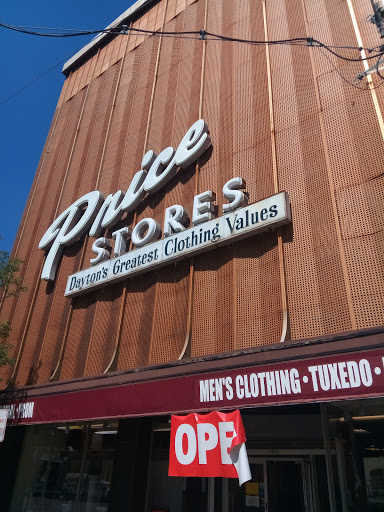 Price
STORES
Dayton's Greatest Clothing Values
MEN'S CLOTHING • TUXEDO •
OPE